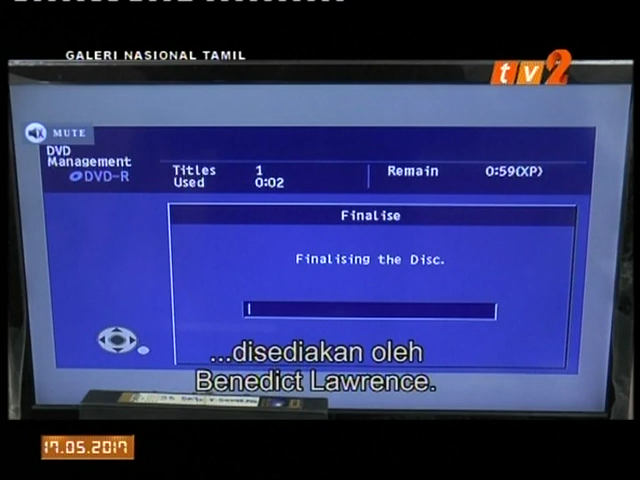 GALERI NASIONAL TAMIL
tv2
MUTE
DVD
Management
DVD-R
Titles 1
Used 0:02
Remain 0:59(XP)
Finalise
Finalising the Disc.
...disediakan oleh
Benedict Lawrence.
17.05.2017